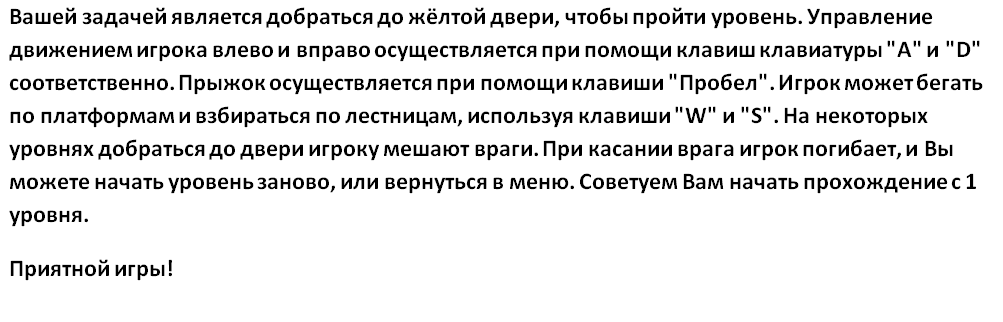 Вашей задачей является добраться до жёлтой двери, чтобы пройти уровень. Управление
движением игрока влево и вправо осуществляется при помощи клавиш клавиатуры "A" и "D"
соответственно. Прыжок осуществляется при помощи клавиши "Пробел". Игрок может бегать
по платформам и взбираться по лестницам, используя клавиши "W" и "S". На некоторых
уровнях добраться до двери игроку мешают враги. При касании врага игрок погибает, и Вы
можете начать уровень заново, или вернуться в меню. Советуем Вам начать прохождение с 1
уровня.
Приятной игры!